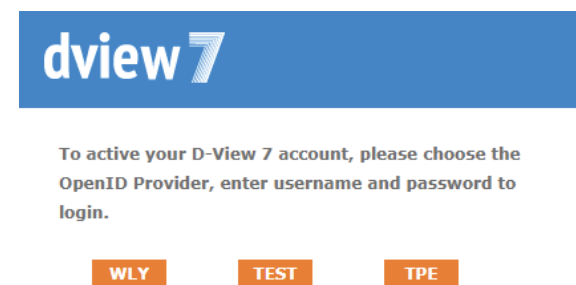 dview 7
To active your D-View 7 account, please choose the
OpenID Provider, enter username and password to
login.
WLY TEST TPE